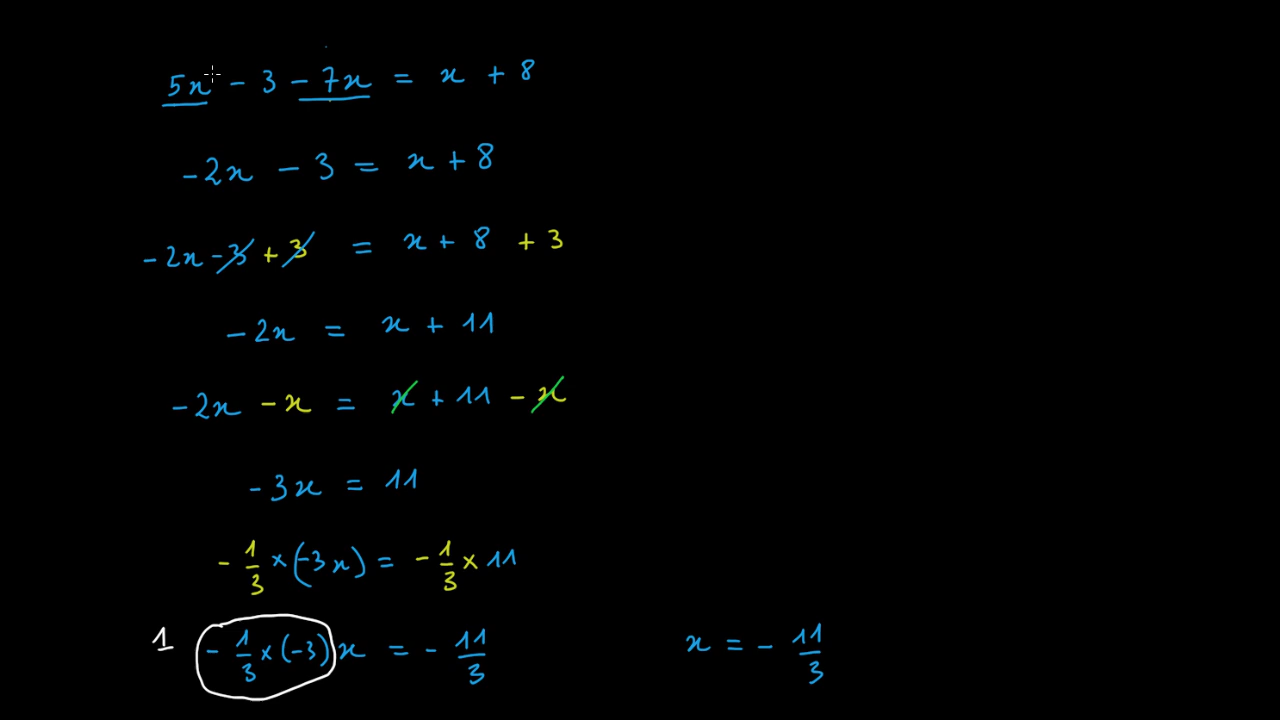 5x - 3 - 7x = x + 8
-2x - 3 = x + 8
-2x - 3 + 3 = x + 8 + 3
-2x = x + 11
-2x - x = x + 11 - x
-3x = 11
-1/3 × (-3x) = -1/3 × 11
1 -1/3 × (-3) x = -11/3
x = -11/3